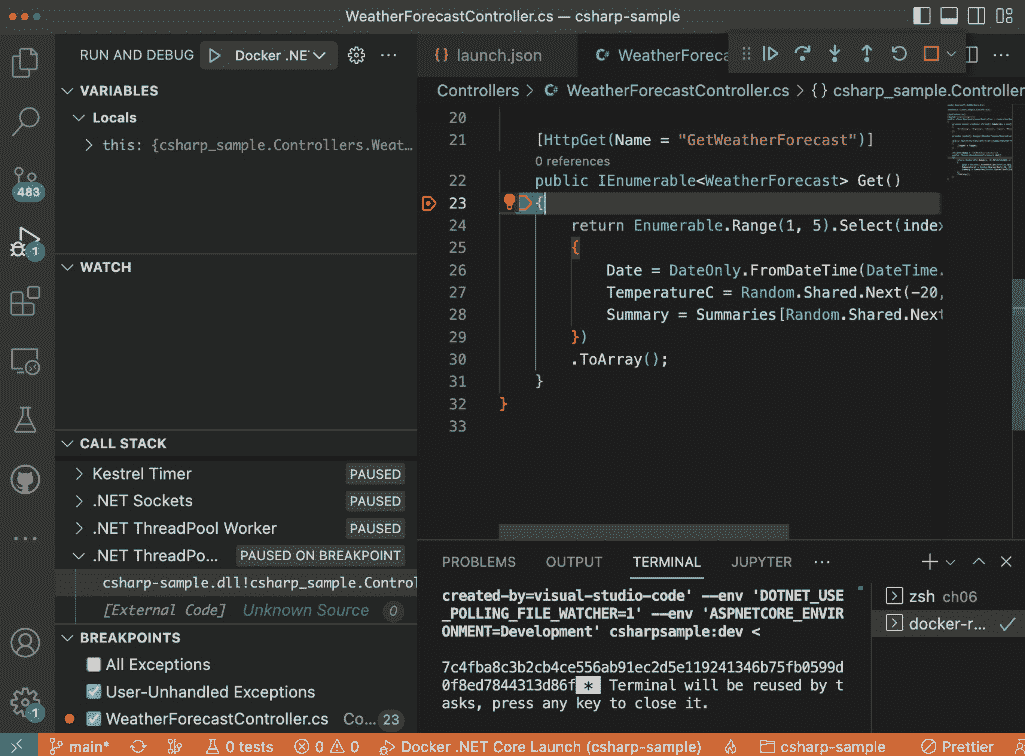 WeatherForecastController.cs — csharp-sample
RUN AND DEBUG
Docker .NE
launch.json
C# WeatherForeca
VARIABLES
Locals
this: {csharp_sample.Controllers.Weat…
WATCH
CALL STACK
Kestrel Timer PAUSED
.NET Sockets PAUSED
.NET ThreadPool Worker PAUSED
.NET ThreadPo... PAUSED ON BREAKPOINT
csharp-sample.dll!csharp_sample.Control
[External Code] Unknown Source 0
BREAKPOINTS
All Exceptions
User-Unhandled Exceptions
WeatherForecastController.cs Co... 23
483
1
1
Controllers > C# WeatherForecastController.cs > {} csharp_sample.Controller
20
21 [HttpGet(Name = "GetWeatherForecast")]
0 references
22 public IEnumerable<WeatherForecast> Get()
23 {
24 return Enumerable.Range(1, 5).Select(index
25 {
26 Date = DateOnly.FromDateTime(DateTime.
27 TemperatureC = Random.Shared.Next(-20,
28 Summary = Summaries[Random.Shared.Next
29 })
30 .ToArray();
31 }
32 }
33
PROBLEMS OUTPUT TERMINAL JUPYTER
created-by=visual-studio-code' --env 'DOTNET_USE
_POLLING_FILE_WATCHER=1' --env 'ASPNETCORE_ENVIR
ONMENT=Development' csharpsample:dev <
7c4fba8c3b2cb4ce556ab91ec2d5e119241346b75fb0599d
0f8ed7844313d86f * Terminal will be reused by t
asks, press any key to close it.
zsh ch06
docker-r...
main* 0 tests 0 0 Docker .NET Core Launch (csharp-sample) csharp-sample Prettier